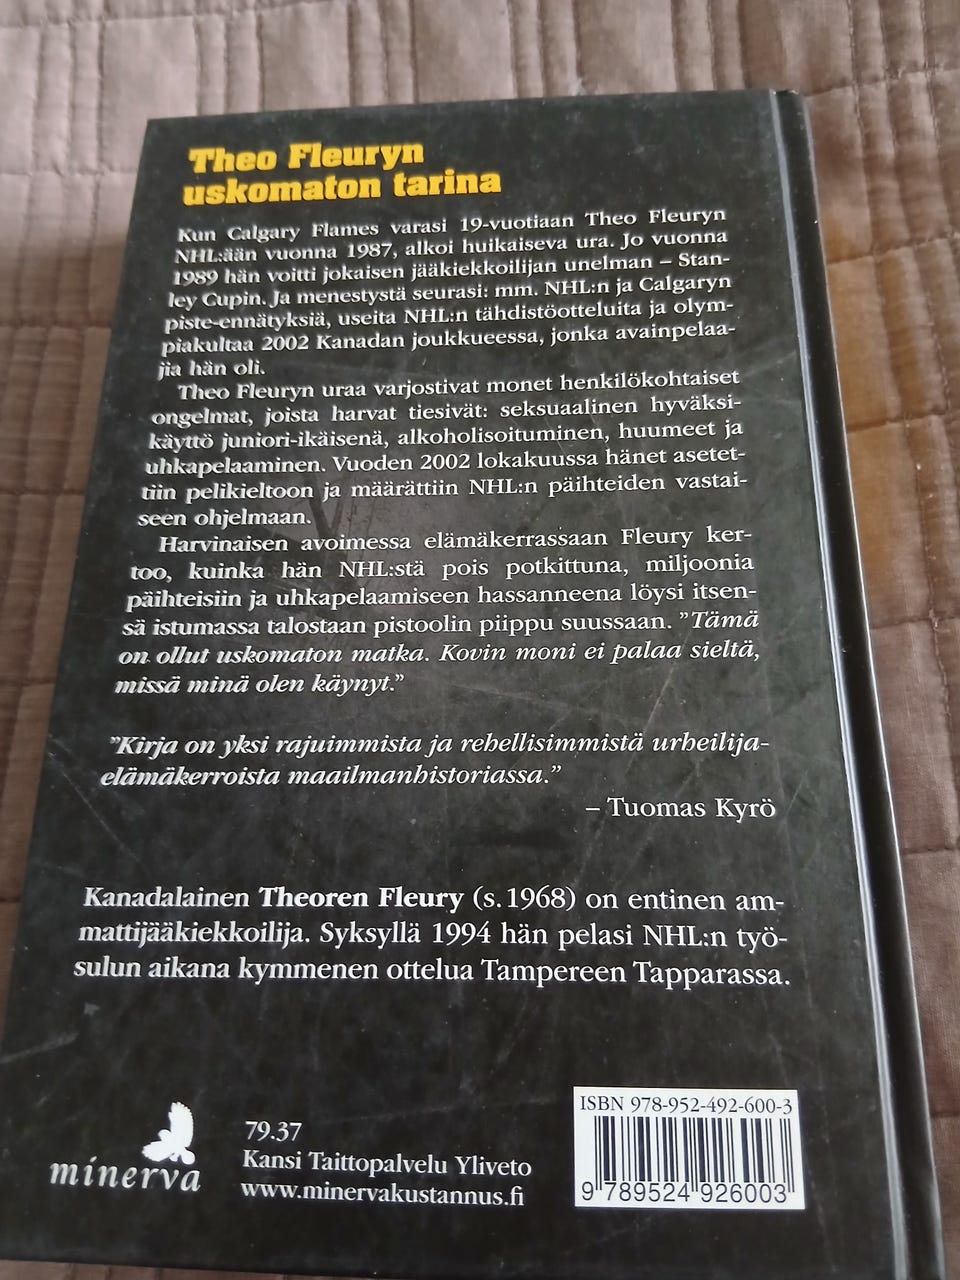 Theo Fleuryn
uskomaton tarina
Kun Calgary Flames varasi 19-vuotiaan Theo Fleuryn
NHL:ään vuonna 1987, alkoi huikaiseva ura. Jo vuonna
1989 hän voitti jokaisen jääkiekkoilijan unelman – Stan-
ley Cupin. Ja menestystä seurasi: mm. NHL:n ja Calgaryn
piste-ennätyksiä, useita NHL:n tähdistöotteluita ja olym-
piakultaa 2002 Kanadan joukkueessa, jonka avainpelaa-
jia hän oli.
Theo Fleuryn uraa varjostivat monet henkilökohtaiset
ongelmat, joista harvat tiesivät: seksuaalinen hyväksi-
käyttö juniori-ikäisenä, alkoholisoituminen, huumeet ja
uhkapelaaminen. Vuoden 2002 lokakuussa hänet asetet-
tiin pelikieltoon ja määrättiin NHL:n päihteiden vastai-
seen ohjelmaan.
Harvinaisen avoimessa elämäkerrassaan Fleury ker-
too, kuinka hän NHL:stä pois potkittuna, miljoonia
päihteisiin ja uhkapelaamiseen hassanneena löysi itsen-
sä istumassa talostaan pistoolin piippu suussaan. ”Tämä
on ollut uskomaton matka. Kovin moni ei palaa sieltä,
missä minä olen käynyt.”
”Kirja on yksi rajuimmista ja rehellisimmistä urheilija-
elämäkerroista maailmanhistoriassa.”
– Tuomas Kyrö
Kanadalainen Theoren Fleury (s. 1968) on entinen am-
mattijääkiekkoilija. Syksyllä 1994 hän pelasi NHL:n työ-
sulun aikana kymmenen ottelua Tampereen Tapparassa.
minerva
79.37
Kansi Taittopalvelu Yliveto
www.minervakustannus.fi
ISBN 978-952-492-600-3
9 789524 926003